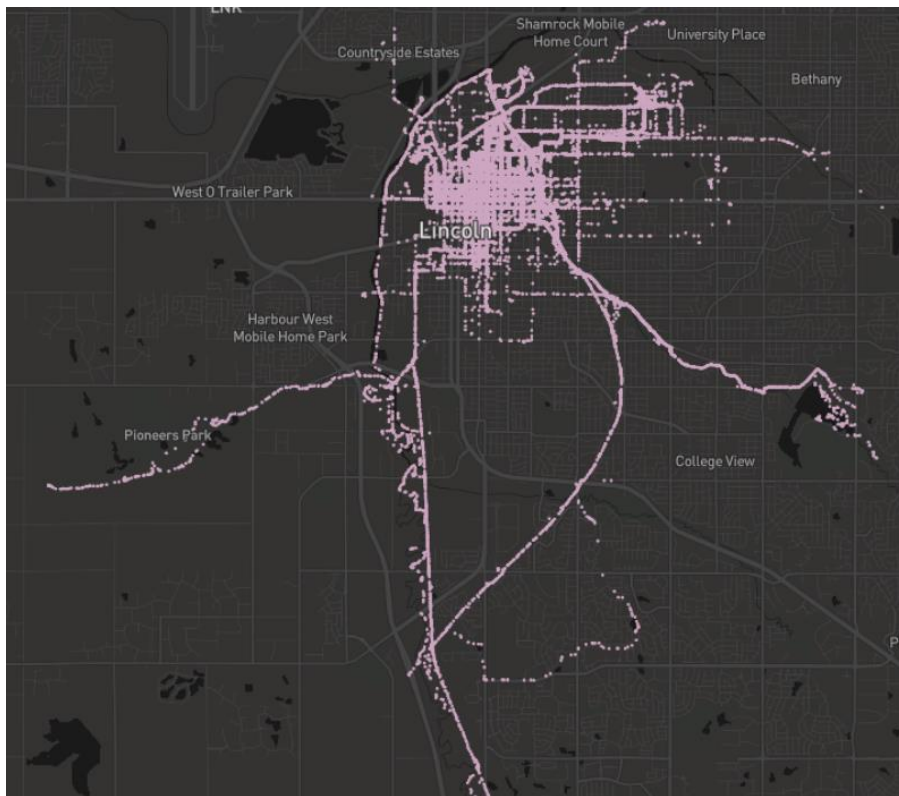 LNK
Shamrock Mobile
Home Court
University Place
Countryside Estates
Bethany
West O Trailer Park
Lincoln
Harbour West
Mobile Home Park
Pioneers Park
College View
P